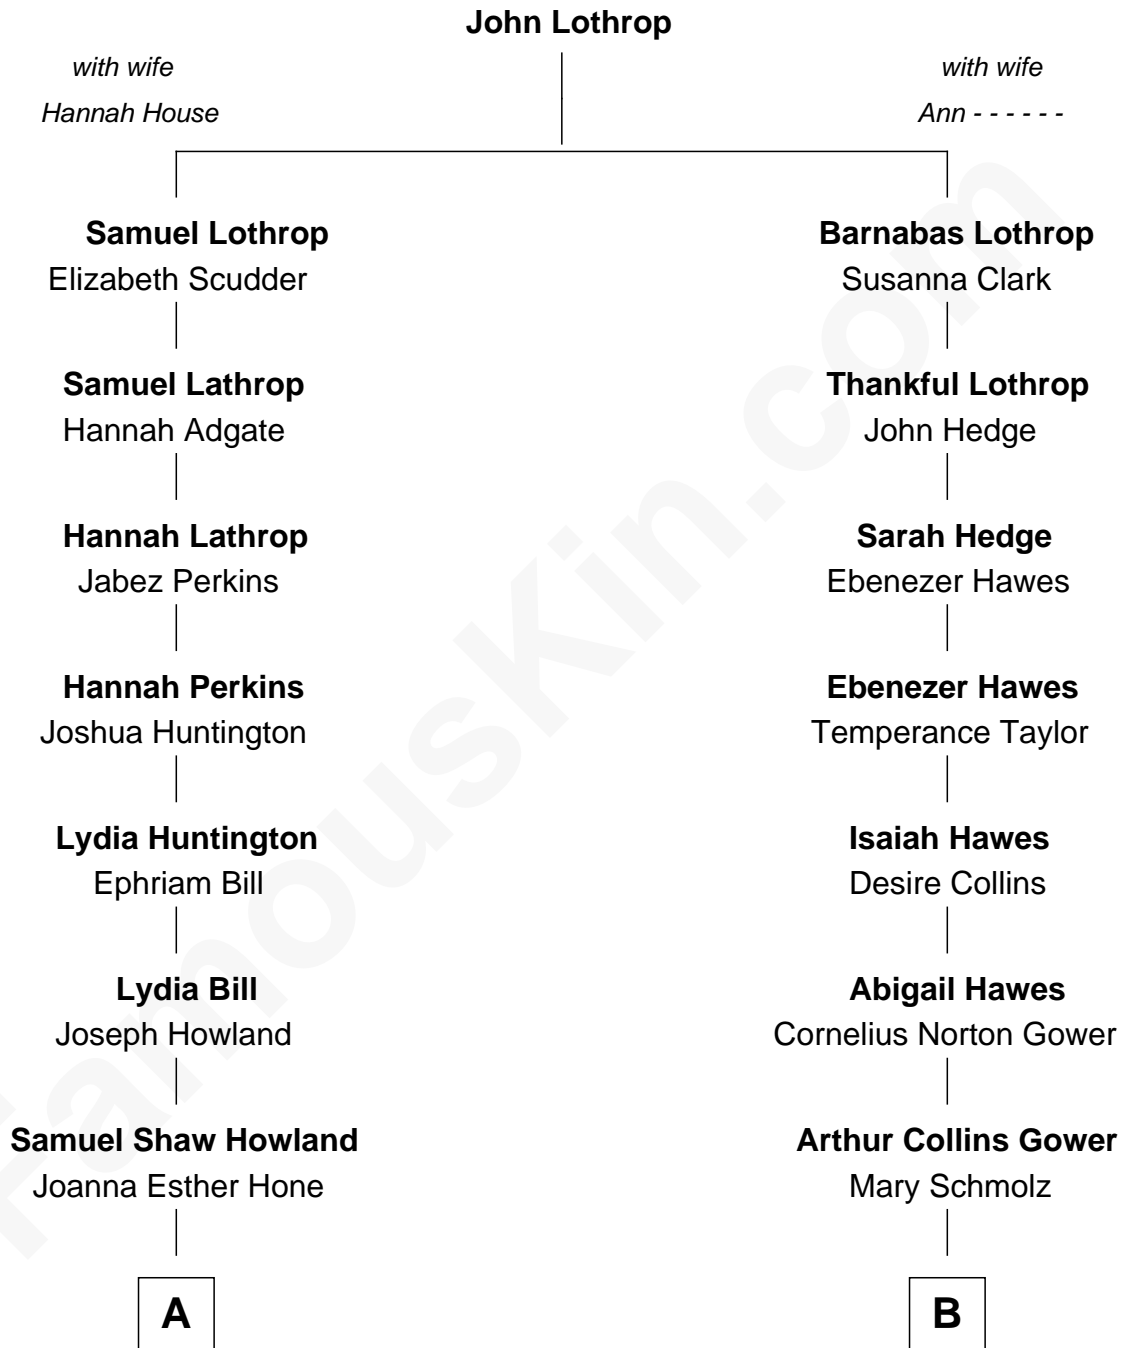 John Lothrop
with wife
Hannah House
with wife
Ann - - - - - -
Samuel Lothrop
Elizabeth Scudder
Barnabas Lothrop
Susanna Clark
Samuel Lathrop
Hannah Adgate
Thankful Lothrop
John Hedge
Hannah Lathrop
Jabez Perkins
Sarah Hedge
Ebenezer Hawes
Hannah Perkins
Joshua Huntington
Ebenezer Hawes
Temperance Taylor
Lydia Huntington
Ephriam Bill
Isaiah Hawes
Desire Collins
Lydia Bill
Joseph Howland
Abigail Hawes
Cornelius Norton Gower
Samuel Shaw Howland
Joanna Esther Hone
Arthur Collins Gower
Mary Schmolz
A
B
FamousKin.com